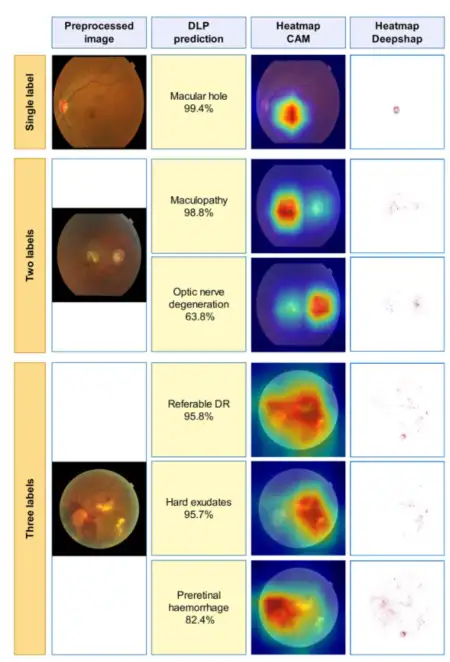 Preprocessed
image
DLP
prediction
Heatmap
CAM
Heatmap
Deepshap
Single label
Macular hole
99.4%
Two labels
Maculopathy
98.8%
Optic nerve
degeneration
63.8%
Three labels
Referable DR
95.8%
Hard exudates
95.7%
Preretinal
haemorrhage
82.4%